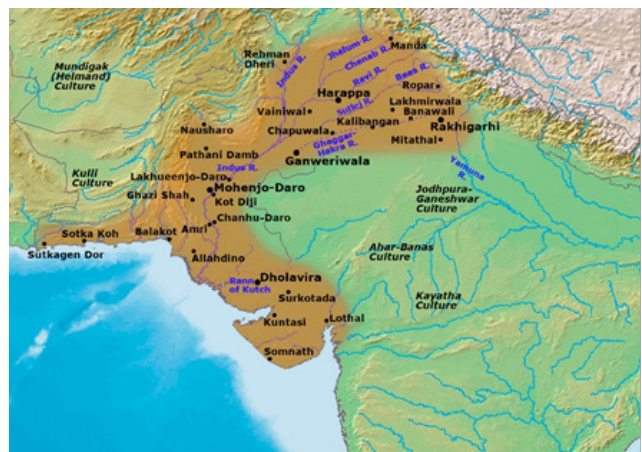 Manda
Rehman
Dheri
Jhelum R.
Mundigak
(Helmand)
Culture
Chenab R.
Indus R.
Ravi R.
Beas R.
Ropar
Harappa
Lakhmirwala
Vainiwal
Sutlej R.
Banawali
Kalibangan
Rakhigarhi
Nausharo
Chapuwala
Ghaggar-
Hakra R.
Mitathal
Pathani Damb
Ganweriwala
Kulli
Culture
Lakhueenjo-Daro
Indus R.
Yamuna
R.
Mohenjo-Daro
Ghazi Shah
Kot Diji
Jodhpura-
Ganeshwar
Culture
Chanhu-Daro
Amri
Sotka Koh
Balakot
Sutkagen Dor
Allahdino
Ahar-Banas
Culture
Dholavira
Rann
of Kutch
Surkotada
Kayatha
Culture
Kuntasi
Lothal
Somnath